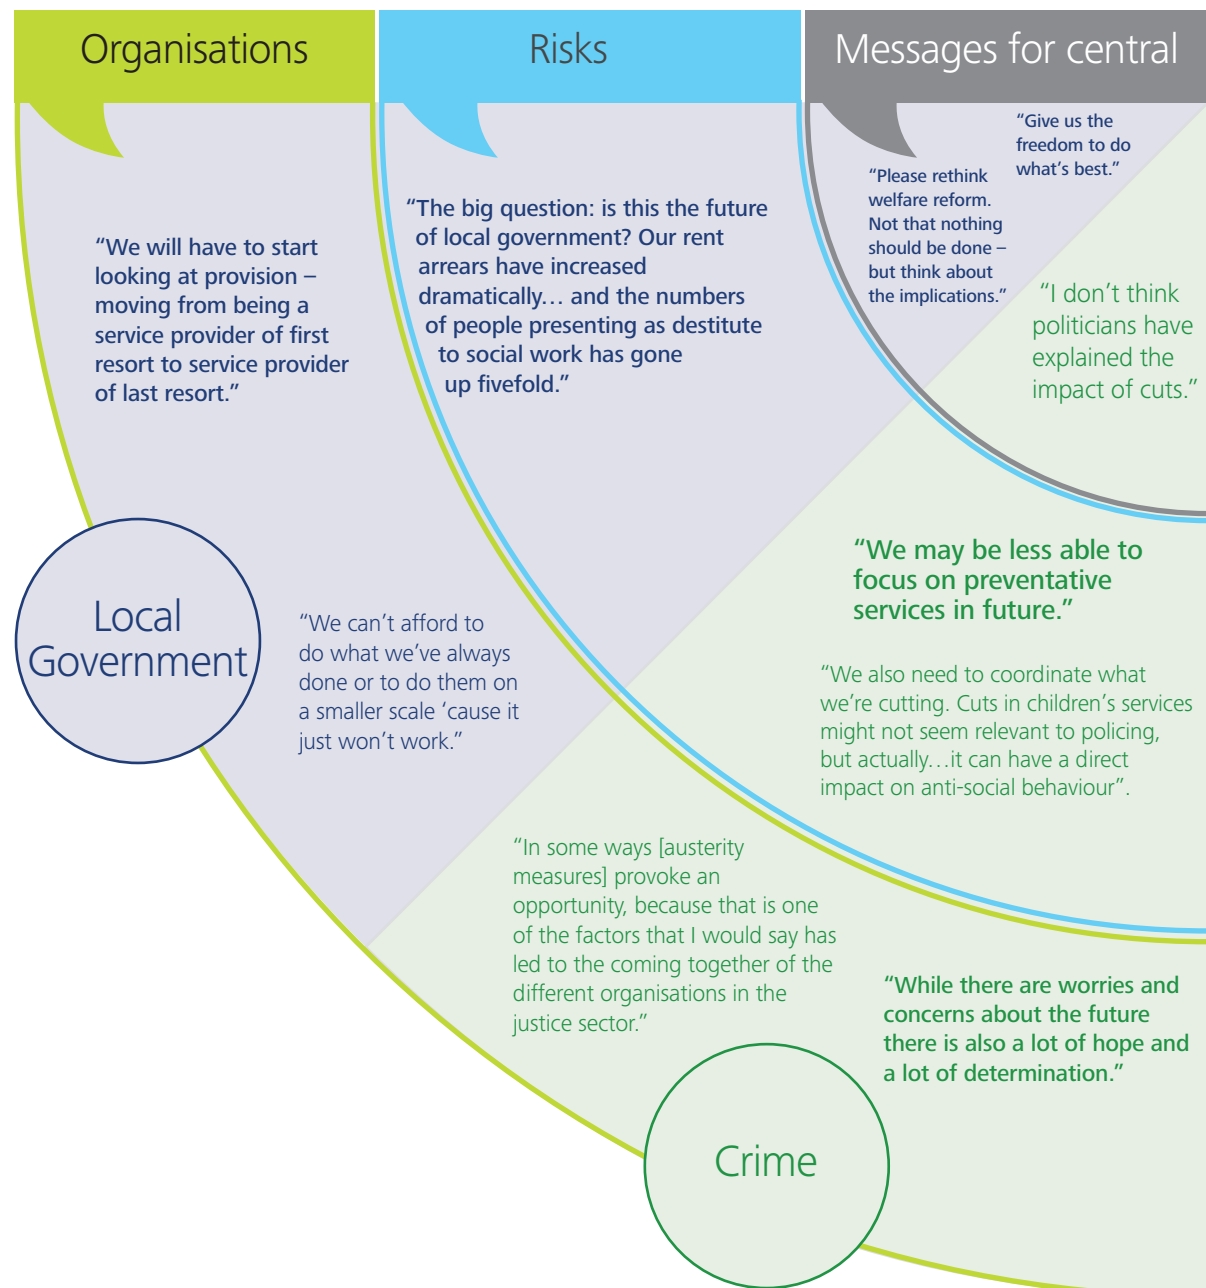 Organisations
Risks
Messages for central
“We will have to start
looking at provision –
moving from being a
service provider of first
resort to service provider
of last resort.”
“The big question: is this the future
of local government? Our rent
arrears have increased
dramatically… and the numbers
of people presenting as destitute
to social work has gone
up fivefold.”
“Give us the
freedom to do
what’s best.”
“Please rethink
welfare reform.
Not that nothing
should be done –
but think about
the implications.”
“I don’t think
politicians have
explained the
impact of cuts.”
Local
Government
“We can’t afford to
do what we’ve always
done or to do them on
a smaller scale ‘cause it
just won’t work.”
“We may be less able to
focus on preventative
services in future.”
“We also need to coordinate what
we’re cutting. Cuts in children’s services
might not seem relevant to policing,
but actually…it can have a direct
impact on anti-social behaviour”.
“In some ways [austerity
measures] provoke an
opportunity, because that is one
of the factors that I would say has
led to the coming together of the
different organisations in the
justice sector.”
“While there are worries and
concerns about the future
there is also a lot of hope and
a lot of determination.”
Crime